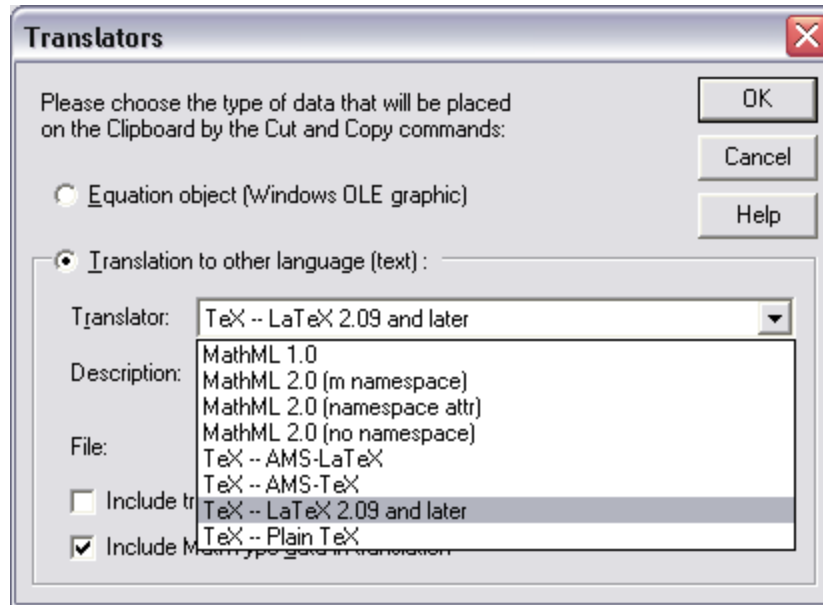 Translators
Please choose the type of data that will be placed
on the Clipboard by the Cut and Copy commands:
OK
Cancel
Help
Equation object (Windows OLE graphic)
Translation to other language (text) :
Translator:
TeX -- LaTeX 2.09 and later
MathML 1.0
MathML 2.0 (m namespace)
MathML 2.0 (namespace attr)
MathML 2.0 (no namespace)
TeX -- AMS-LaTeX
TeX -- AMS-TeX
TeX -- LaTeX 2.09 and later
TeX -- Plain TeX
Description:
File:
Include
Include